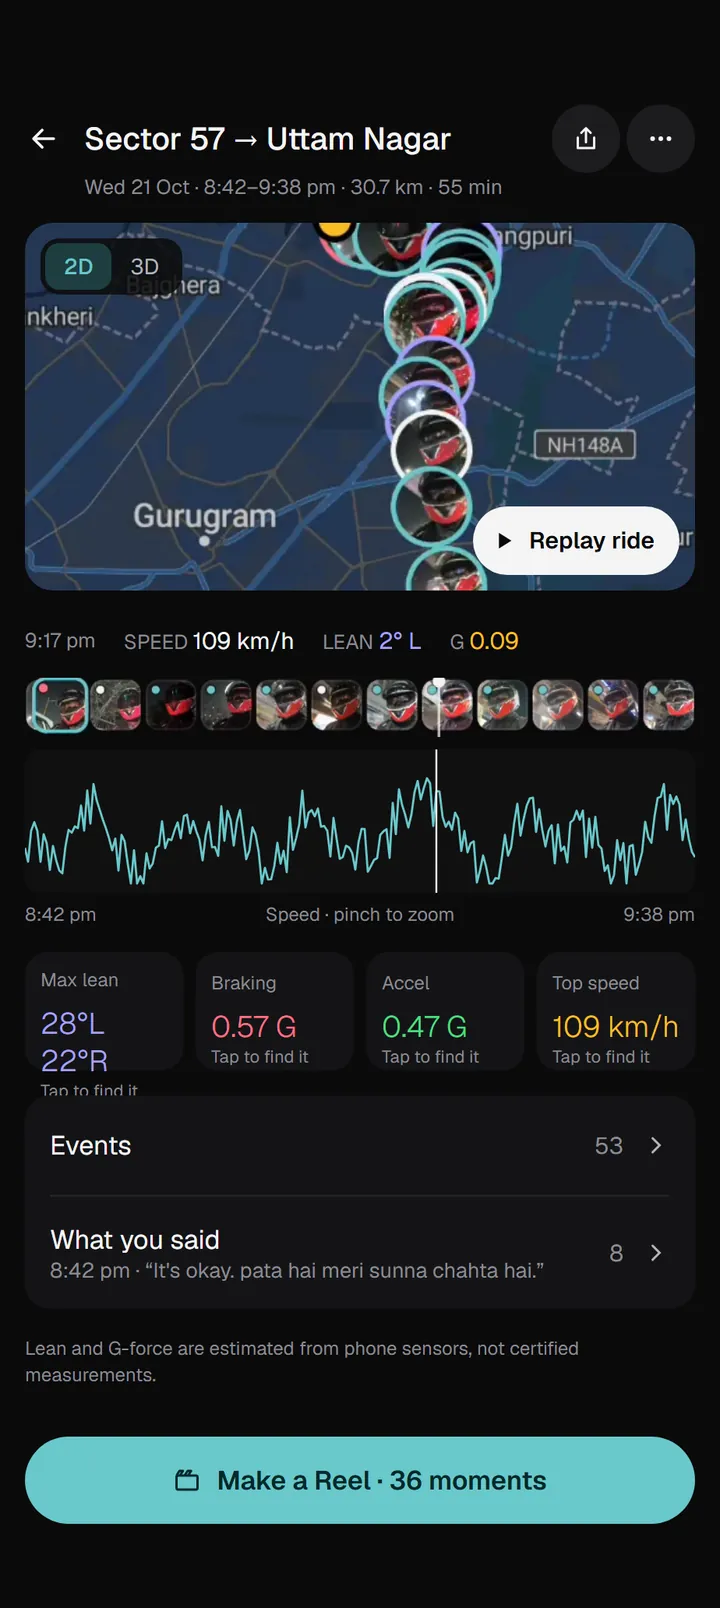 Sector 57 → Uttam Nagar
Wed 21 Oct · 8:42–9:38 pm · 30.7 km · 55 min
2D 3D
ngpuri
Bajghera
nkheri
NH148A
Gurugram
Replay ride
ur
9:17 pm SPEED 109 km/h LEAN 2° L G 0.09
8:42 pm Speed · pinch to zoom 9:38 pm
Max lean
28°L
22°R
Tap to find it
Braking
0.57 G
Tap to find it
Accel
0.47 G
Tap to find it
Top speed
109 km/h
Tap to find it
Events 53
What you said
8:42 pm · “It's okay. pata hai meri sunna chahta hai.” 8
Lean and G-force are estimated from phone sensors, not certified
measurements.
Make a Reel · 36 moments